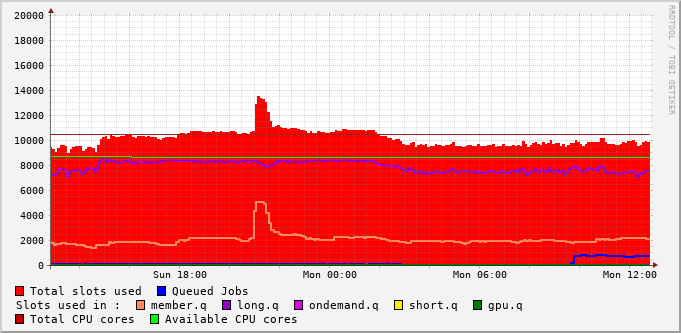 20000
18000
16000
14000
12000
10000
8000
6000
4000
2000
0
Sun 18:00 Mon 00:00 Mon 06:00 Mon 12:00
RRDTOOL / TOBI OETIKER
Total slots used Queued Jobs
Slots used in : member.q long.q ondemand.q short.q gpu.q
Total CPU cores Available CPU cores